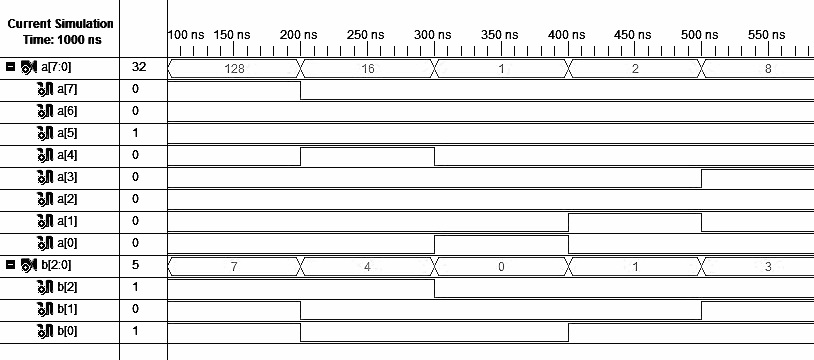 Current Simulation
Time: 1000 ns
100 ns 150 ns 200 ns 250 ns 300 ns 350 ns 400 ns 450 ns 500 ns 550 ns
a[7:0] 32 128 16 1 2 8
a[7] 0
a[6] 0
a[5] 1
a[4] 0
a[3] 0
a[2] 0
a[1] 0
a[0] 0
b[2:0] 5 7 4 0 1 3
b[2] 1
b[1] 0
b[0] 1